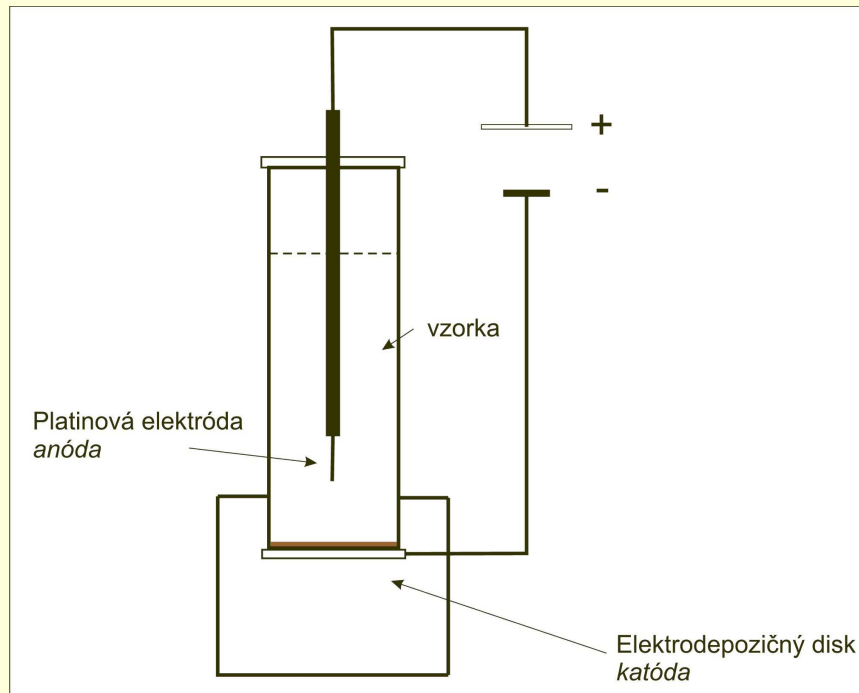 +
-
vzorka
Platinová elektróda
anóda
Elektrodepozičný disk
katóda